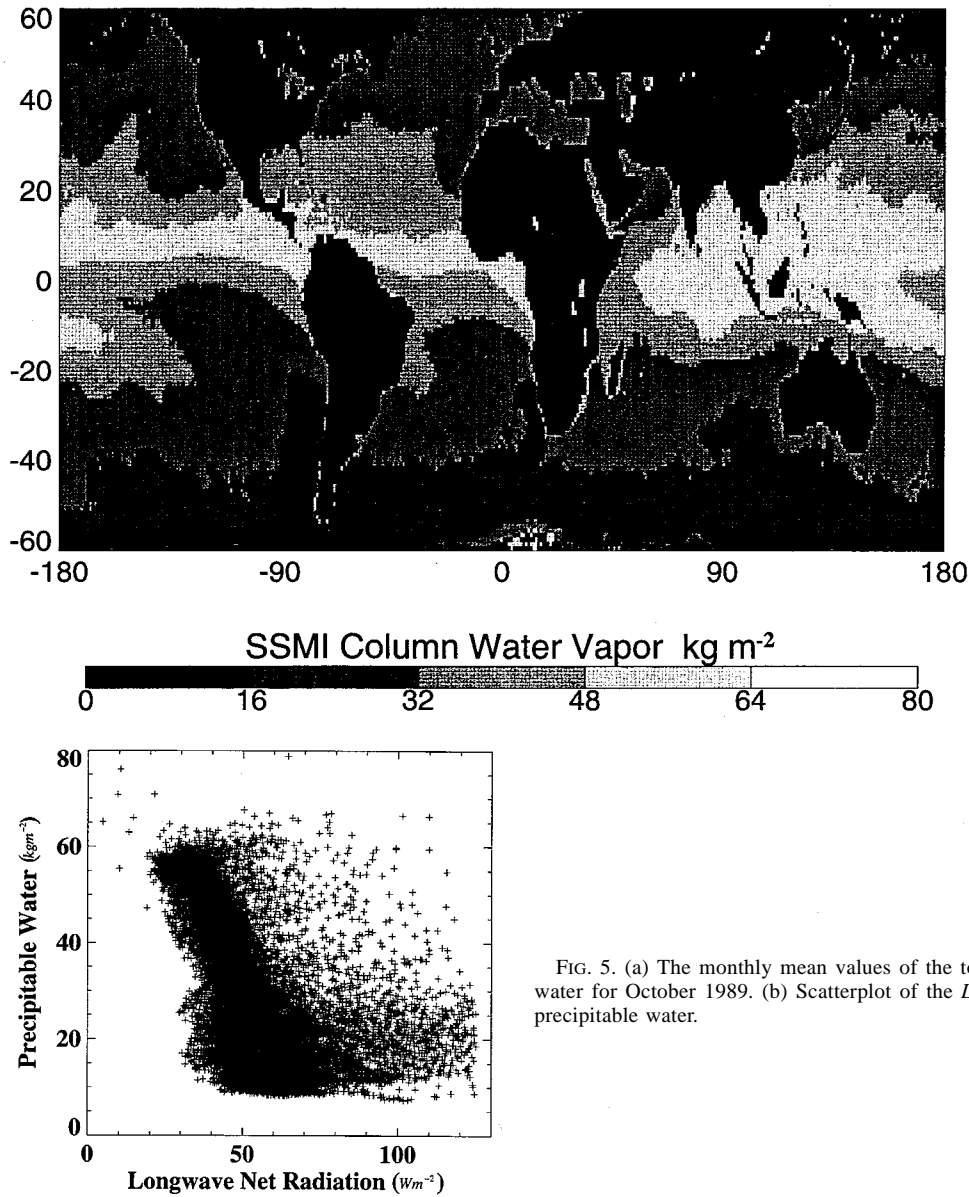 60
40
20
0
-20
-40
-60
-180 -90 0 90 180
SSMI Column Water Vapor kg m-2
0 16 32 48 64 80
80
60
40
20
0
Precipitable Water (kgm-2)
0 50 100
Longwave Net Radiation (Wm-2)
FIG. 5. (a) The monthly mean values of the
water for October 1989. (b) Scatterplot of the
precipitable water.